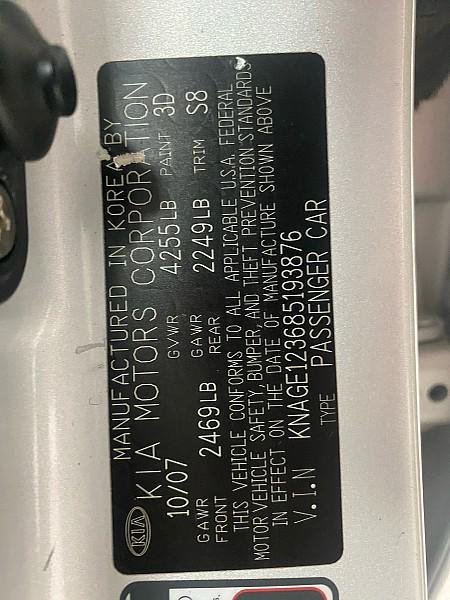 MANUFACTURED IN KOREA BY
KIA KIA MOTORS CORPORATION
10/07 GVWR 4255LB PAINT 3D
GAWR FRONT 2469LB GAWR REAR 2249LB TRIM S8
THIS VEHICLE CONFORMS TO ALL APPLICABLE U.S.A. FEDERAL
MOTOR VEHICLE SAFETY, BUMPER, AND THEFT PREVENTION STANDARDS
IN EFFECT ON THE DATE OF MANUFACTURE SHOWN ABOVE
V.I.N KNAGE123685193876
TYPE PASSENGER CAR